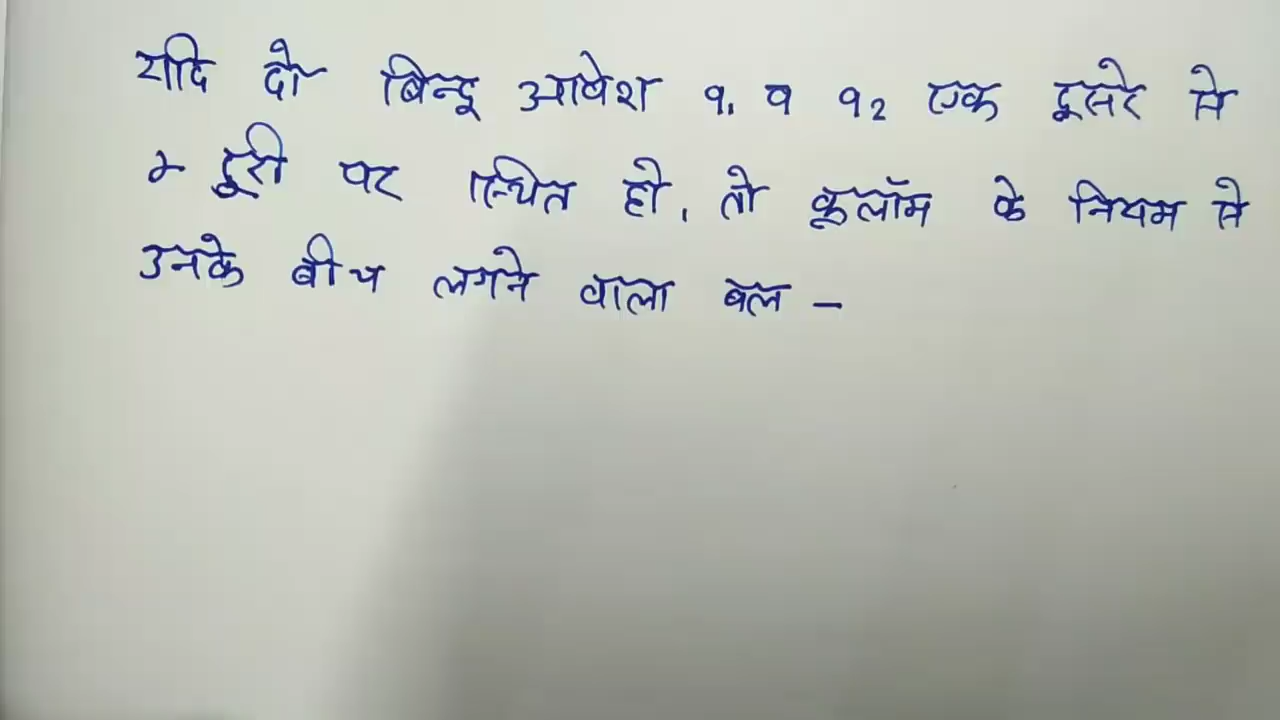 यदि दो बिन्दू आवेश q₁ व q₂ एक दूसरे से
r दूरी पर स्थित हो, तो कूलॉम के नियम से
उनके बीच लगने वाला बल –